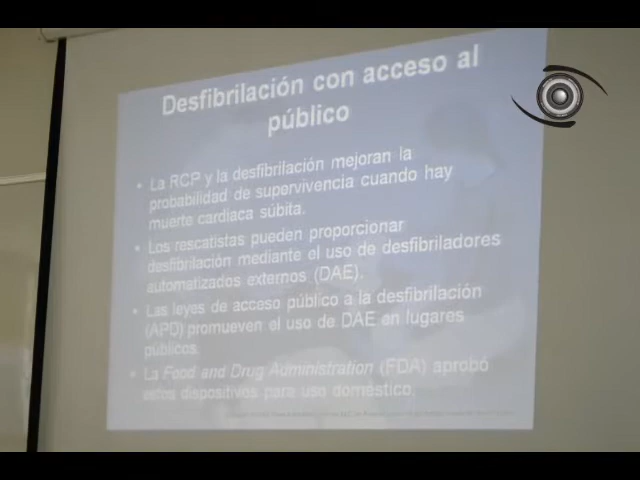 Desfibrilación con acceso al
público
• La RCP y la desfibrilación mejoran la
probabilidad de supervivencia cuando hay
muerte cardiaca súbita.
• Los rescatistas pueden proporcionar
desfibrilación mediante el uso de desfibriladores
automatizados externos (DAE).
• Las leyes de acceso público a la desfibrilación
(APD) promueven el uso de DAE en lugares
públicos.
• La Food and Drug Administration (FDA) aprobó
estos dispositivos para uso doméstico.